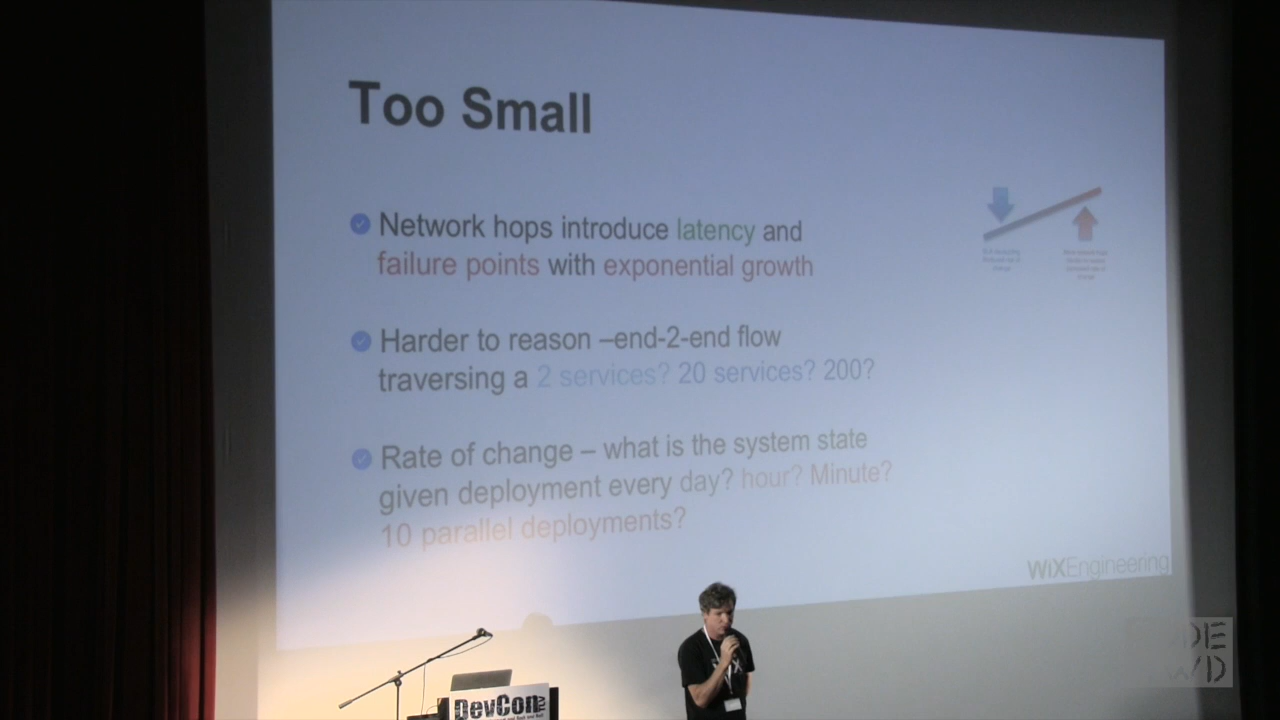 Too Small
Network hops introduce latency and
failure points with exponential growth
Harder to reason –end-2-end flow
traversing a 2 services? 20 services? 200?
Rate of change – what is the system state
given deployment every day? hour? Minute?
10 parallel deployments?
WiXEngineering
DevCon
TLV